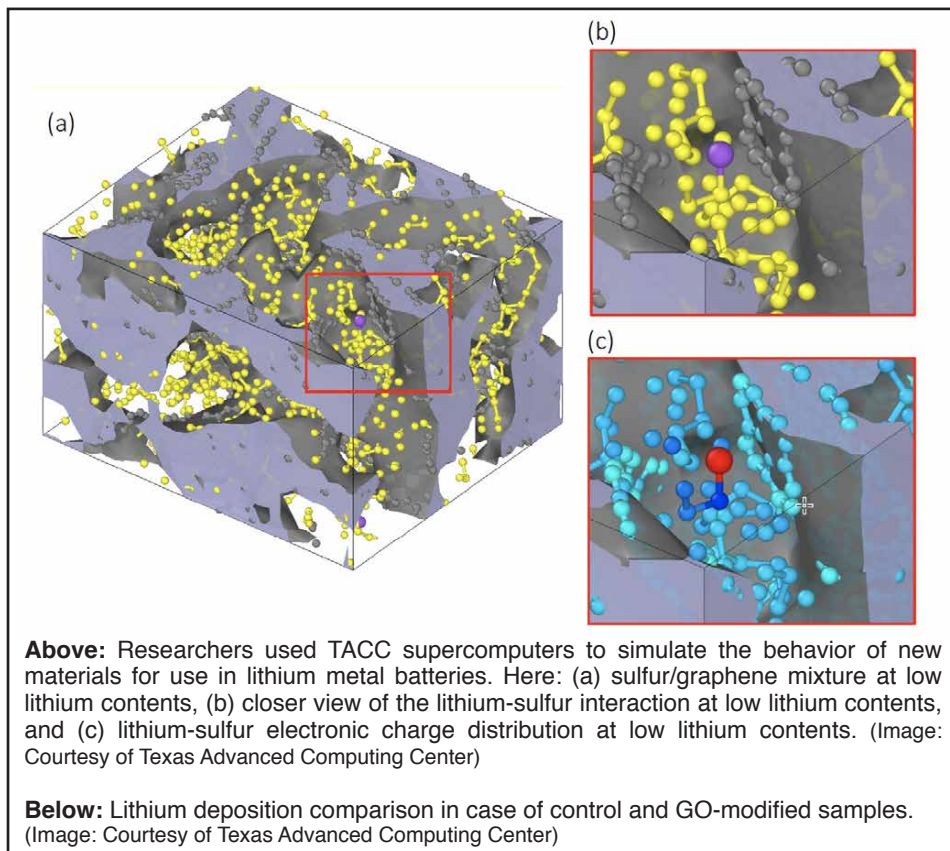 (a)
(b)
(c)
Above: Researchers used TACC supercomputers to simulate the behavior of new
materials for use in lithium metal batteries. Here: (a) sulfur/graphene mixture at low
lithium contents, (b) closer view of the lithium-sulfur interaction at low lithium contents,
and (c) lithium-sulfur electronic charge distribution at low lithium contents. (Image:
Courtesy of Texas Advanced Computing Center)
Below: Lithium deposition comparison in case of control and GO-modified samples.
(Image: Courtesy of Texas Advanced Computing Center)